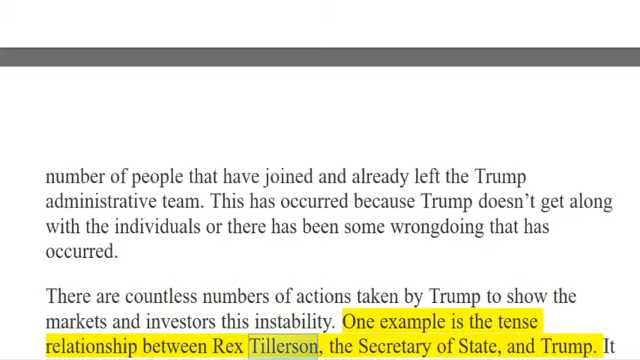 number of people that have joined and already left the Trump
administrative team. This has occurred because Trump doesn't get along
with the individuals or there has been some wrongdoing that has
occurred.
There are countless numbers of actions taken by Trump to show the
markets and investors this instability. One example is the tense
relationship between Rex Tillerson, the Secretary of State, and Trump. It